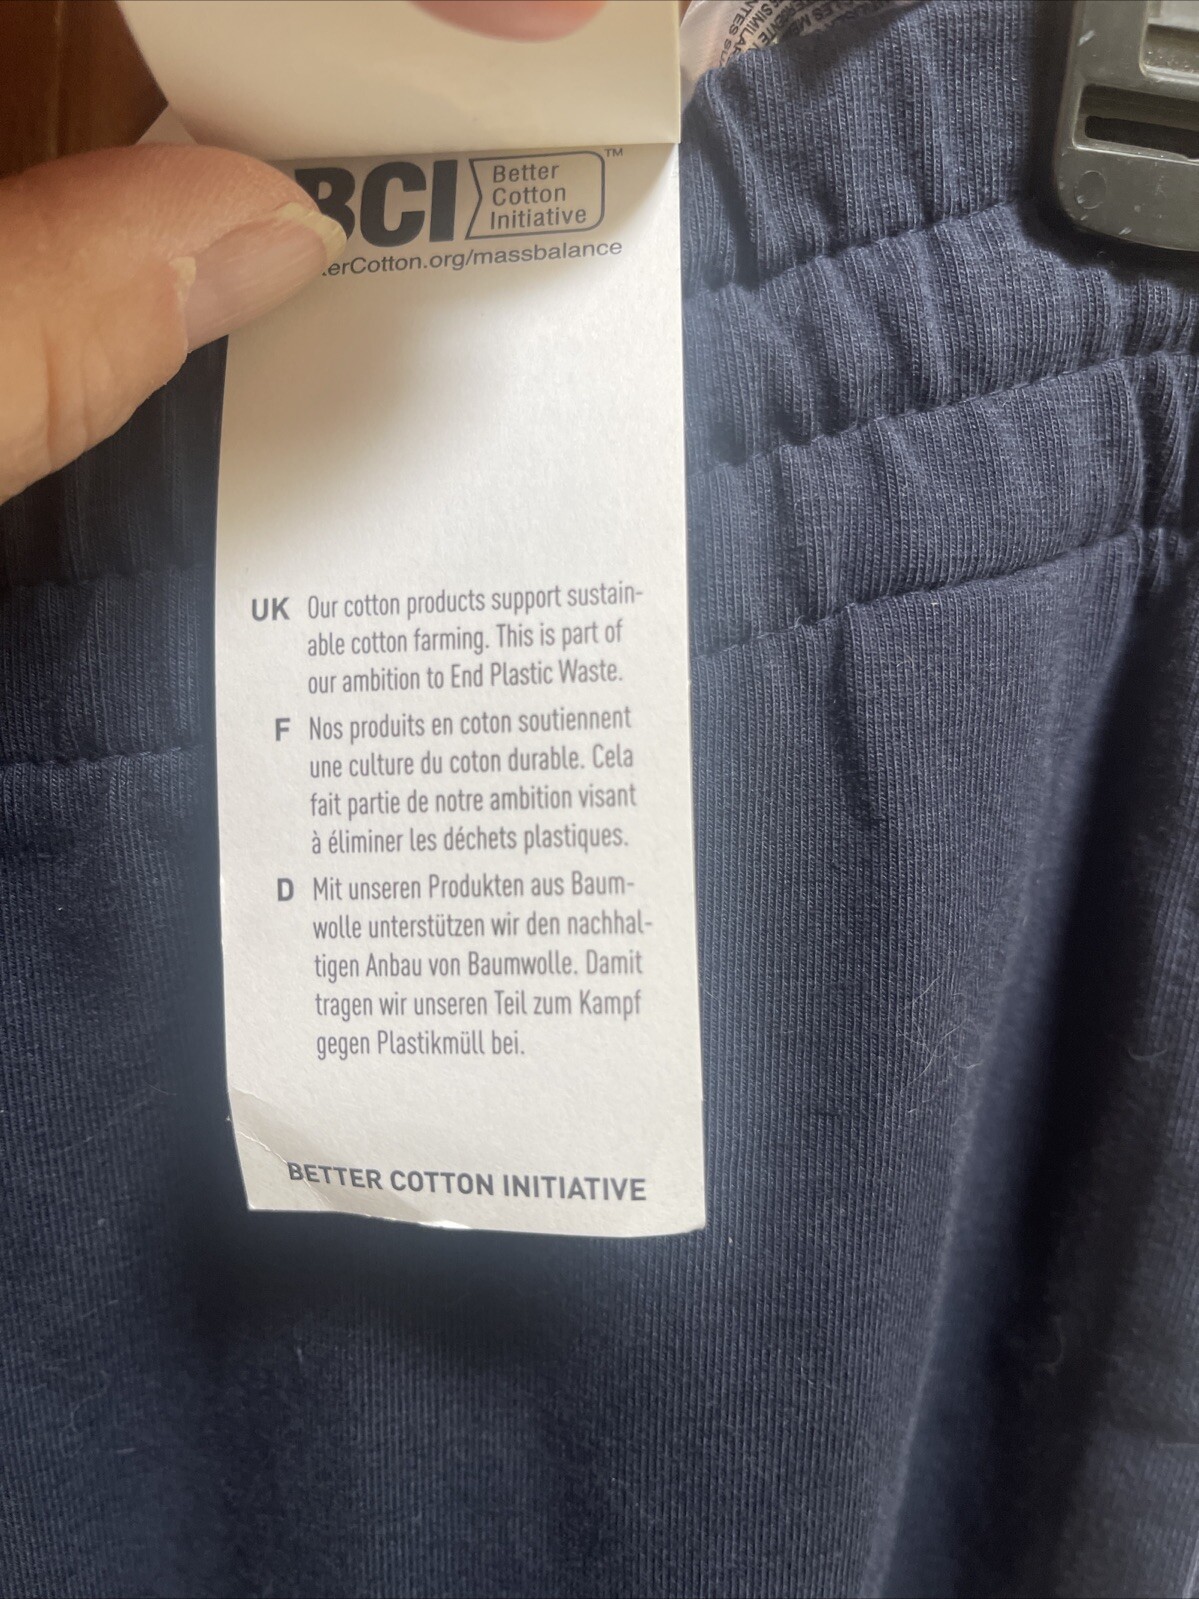 BCI Better
Cotton
Initiative ™
erCotton.org/massbalance
UK Our cotton products support sustain-
able cotton farming. This is part of
our ambition to End Plastic Waste.
F Nos produits en coton soutiennent
une culture du coton durable. Cela
fait partie de notre ambition visant
à éliminer les déchets plastiques.
D Mit unseren Produkten aus Baum-
wolle unterstützen wir den nachhal-
tigen Anbau von Baumwolle. Damit
tragen wir unseren Teil zum Kampf
gegen Plastikmüll bei.
BETTER COTTON INITIATIVE